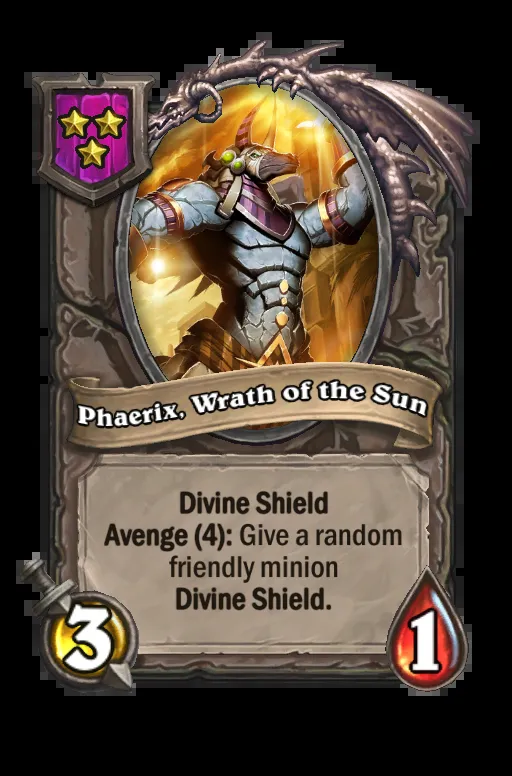 Phaerix, Wrath of the Sun
Divine Shield
Avenge (4): Give a random
friendly minion
Divine Shield.
3
1